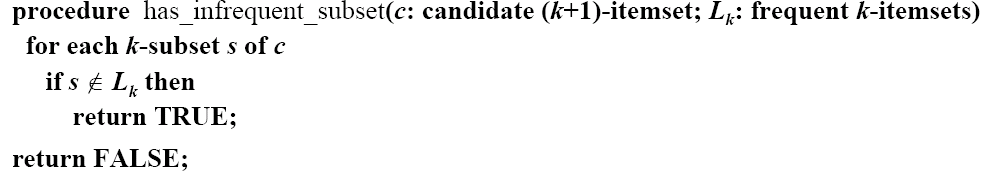 procedure has_infrequent_subset(c: candidate (k+1)-itemset; Lk: frequent k-itemsets)
for each k-subset s of c
if s ∉ Lk then
return TRUE;
return FALSE;